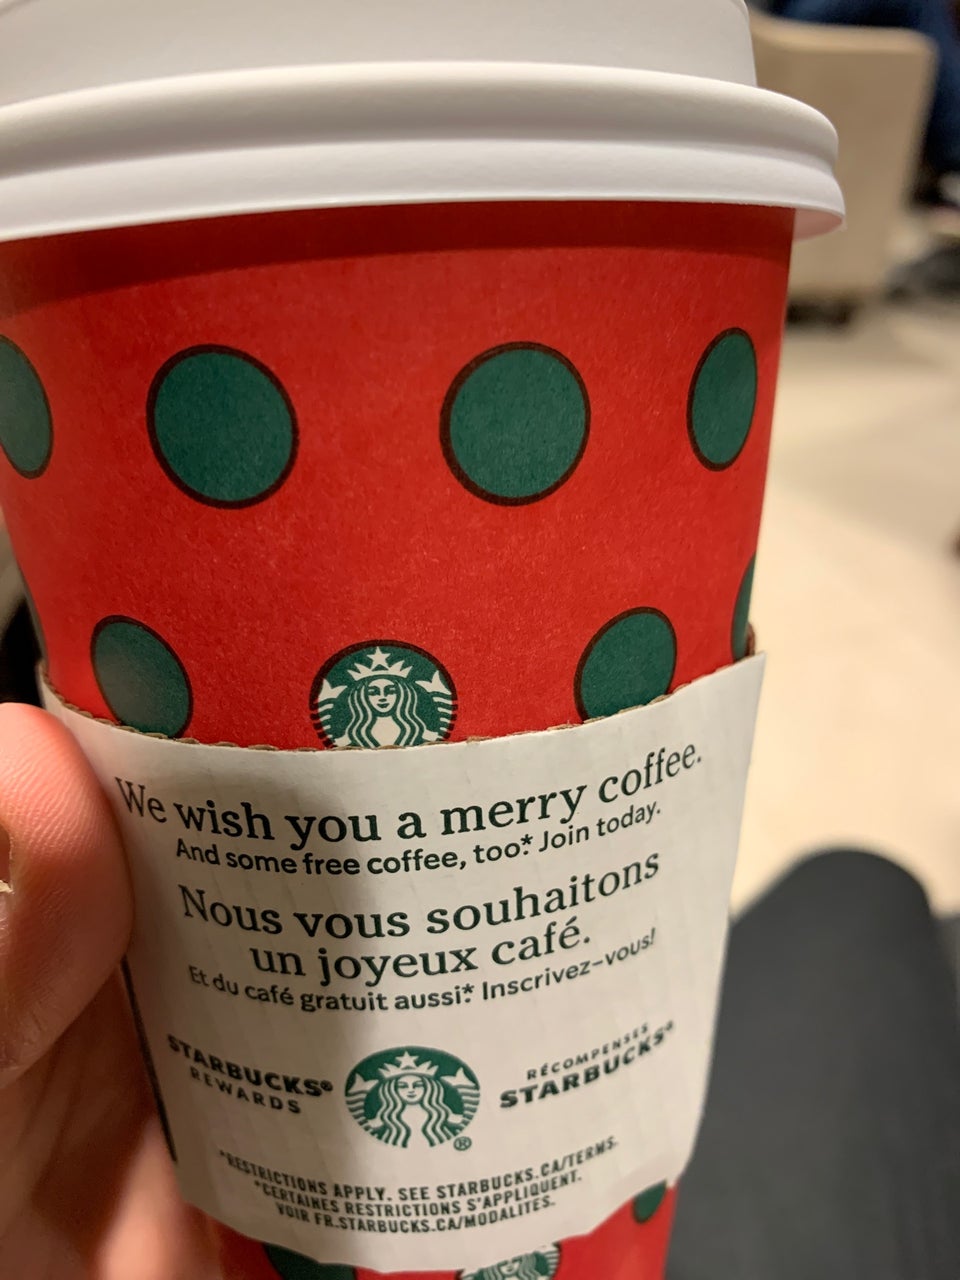 We wish you a merry coffee.
And some free coffee, too.* Join today.
Nous vous souhaitons
un joyeux café.
Et du café gratuit aussi.* Inscrivez-vous!
STARBUCKS®
REWARDS
®
RÉCOMPENSES
STARBUCKS®
*RESTRICTIONS APPLY. SEE STARBUCKS.CA/TERMS.
*CERTAINES RESTRICTIONS S'APPLIQUENT.
VOIR FR.STARBUCKS.CA/MODALITES.